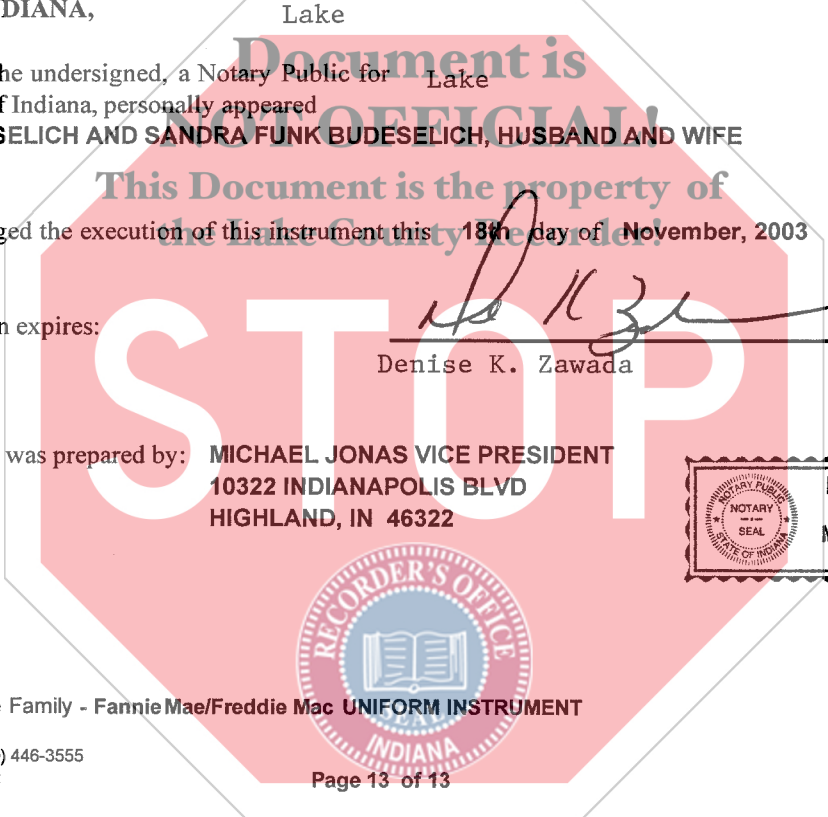 DIANA, Lake
he undersigned, a Notary Public for Lake
f Indiana, personally appeared
SELICH AND SANDRA FUNK BUDESELICH, HUSBAND AND WIFE
Document is
NOT OFFICIAL!
This Document is the property of
the Lake County Recorder!
ged the execution of this instrument this 18th day of November, 2003
n expires:
Denise K. Zawada
STOP
was prepared by: MICHAEL JONAS VICE PRESIDENT
10322 INDIANAPOLIS BLVD
HIGHLAND, IN 46322
NOTARY PUBLIC
NOTARY
SEAL
STATE OF INDIANA
M
RECORDER'S OFFICE
SEAL
INDIANA
Family - Fannie Mae/Freddie Mac UNIFORM INSTRUMENT
) 446-3555
Page 13 of 13